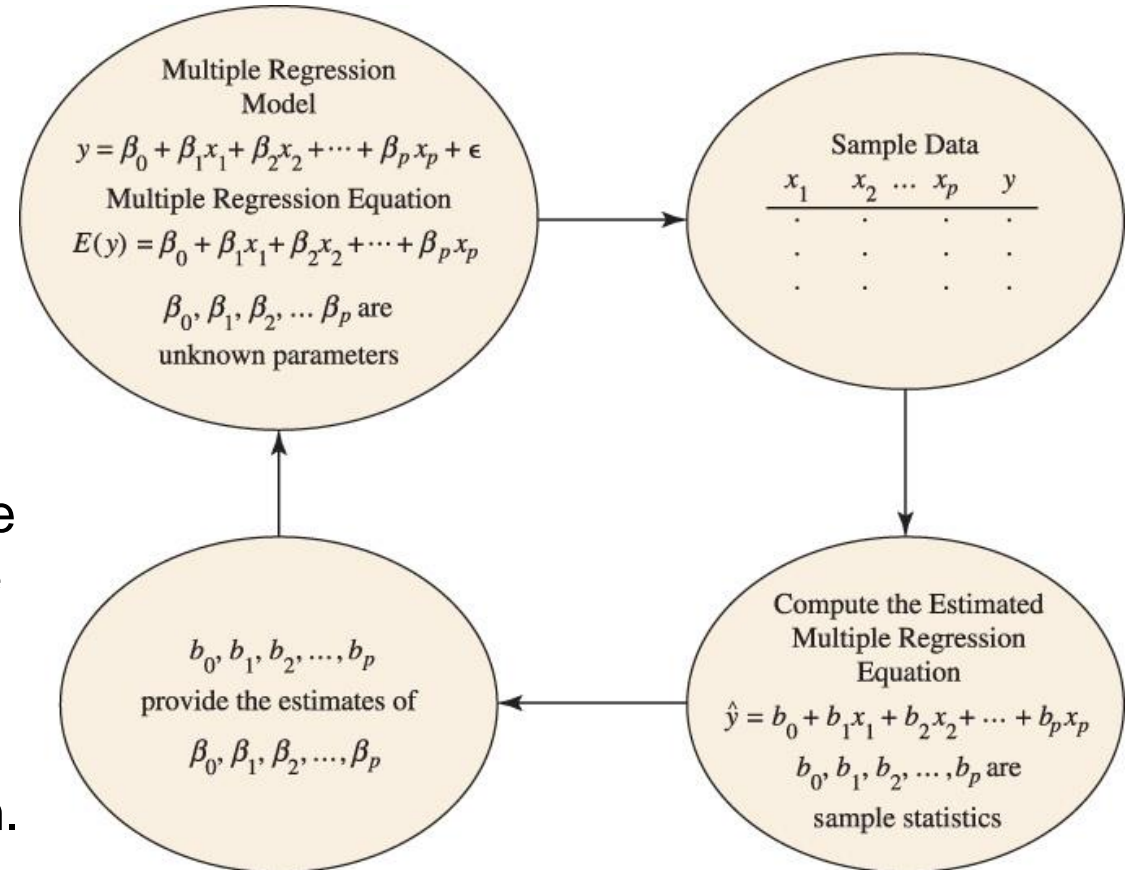 Multiple Regression
Model
y = β₀ + β₁x₁ + β₂x₂ + ··· + βₚxₚ + ϵ
Multiple Regression Equation
E(y) = β₀ + β₁x₁ + β₂x₂ + ··· + βₚxₚ
β₀, β₁, β₂, ... βₚ are
unknown parameters
Sample Data
x₁ x₂ ... xₚ y
. . . .
. . . .
. . . .
Compute the Estimated
Multiple Regression
Equation
ŷ = b₀ + b₁x₁ + b₂x₂ + ··· + bₚxₚ
b₀, b₁, b₂, ... , bₚ are
sample statistics
b₀, b₁, b₂, ..., bₚ
provide the estimates of
β₀, β₁, β₂, ..., βₚ